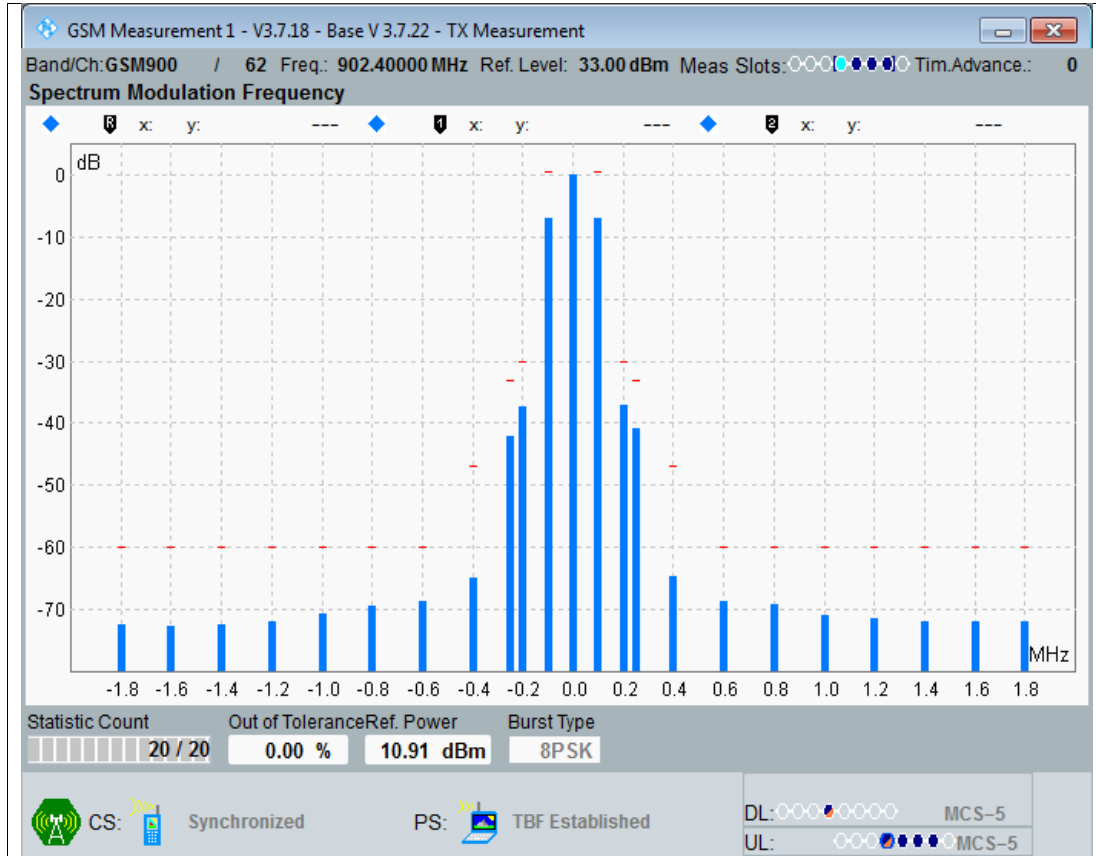 GSM Measurement 1 - V3.7.18 - Base V 3.7.22 - TX Measurement
Band/Ch:GSM900 / 62 Freq.: 902.40000 MHz Ref. Level: 33.00 dBm Meas Slots: Tim.Advance.: 0
Spectrum Modulation Frequency
R x: y: --- 1 x: y: --- 2 x: y: ---
dB
0
-10
-20
-30
-40
-50
-60
-70
MHz
-1.8 -1.6 -1.4 -1.2 -1.0 -0.8 -0.6 -0.4 -0.2 0.0 0.2 0.4 0.6 0.8 1.0 1.2 1.4 1.6 1.8
Statistic Count Out of Tolerance Ref. Power Burst Type
20 / 20 0.00 % 10.91 dBm 8PSK
CS: Synchronized PS: TBF Established DL: MCS-5
UL: MCS-5